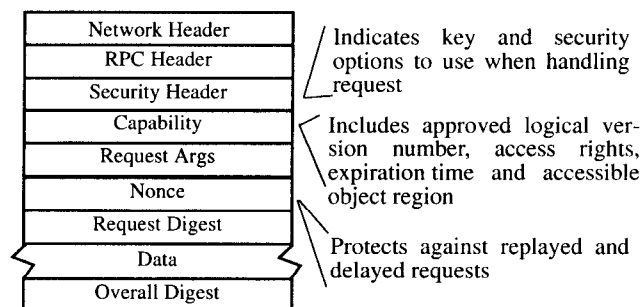 Network Header
RPC Header
Security Header
Capability
Request Args
Nonce
Request Digest
Data
Overall Digest
Indicates key and security
options to use when handling
request
Includes approved logical ver-
sion number, access rights,
expiration time and accessible
object region
Protects against replayed and
delayed requests